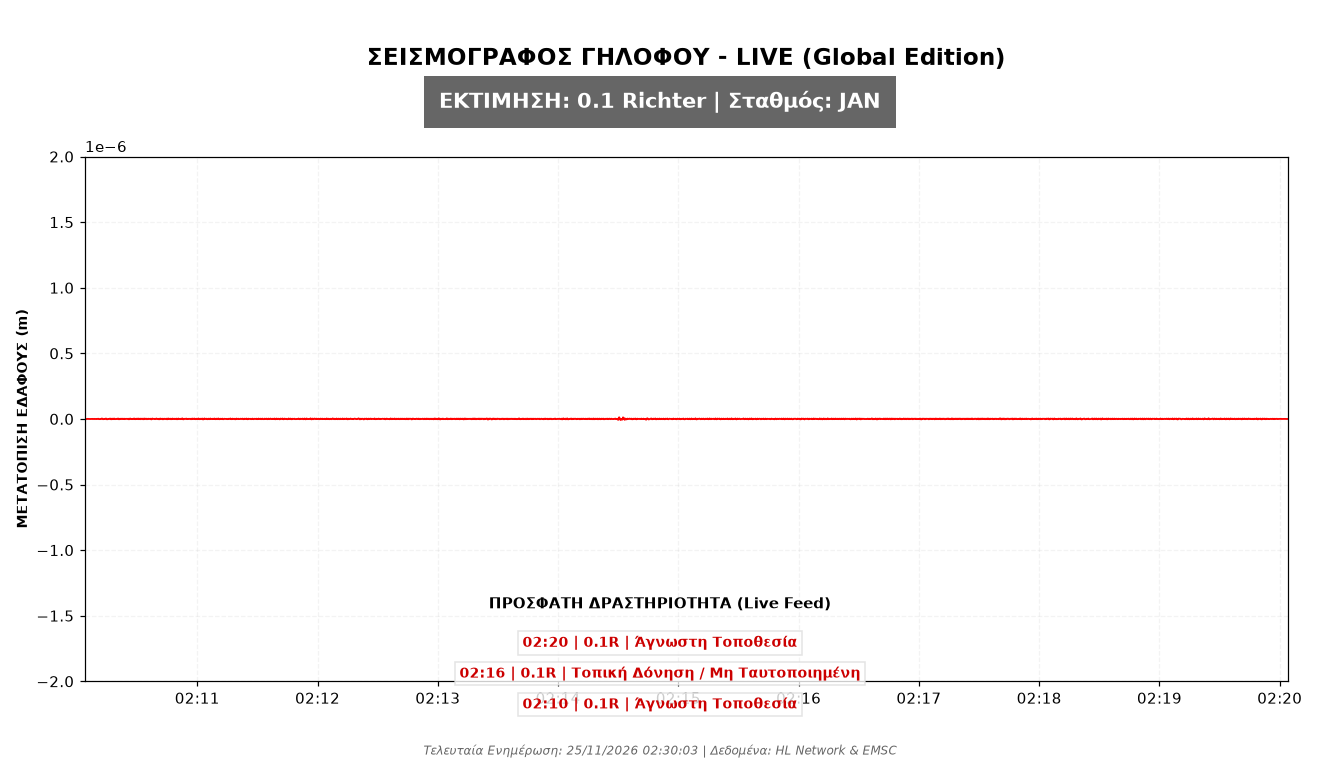 ΣΕΙΣΜΟΓΡΑΦΟΣ ΓΗΛΟΦΟΥ - LIVE (Global Edition)
ΕΚΤΙΜΗΣΗ: 0.1 Richter | Σταθμός: JAN
1e−6
2.0
1.5
1.0
0.5
0.0
−0.5
−1.0
−1.5
−2.0
ΜΕΤΑΤΟΠΙΣΗ ΕΔΑΦΟΥΣ (m)
ΠΡΟΣΦΑΤΗ ΔΡΑΣΤΗΡΙΟΤΗΤΑ (Live Feed)
02:20 | 0.1R | Άγνωστη Τοποθεσία
02:16 | 0.1R | Τοπική Δόνηση / Μη Ταυτοποιημένη
02:10 | 0.1R | Άγνωστη Τοποθεσία
02:11 02:12 02:13 02:14 02:15 02:16 02:17 02:18 02:19 02:20
Τελευταία Ενημέρωση: 25/11/2026 02:30:03 | Δεδομένα: HL Network & EMSC